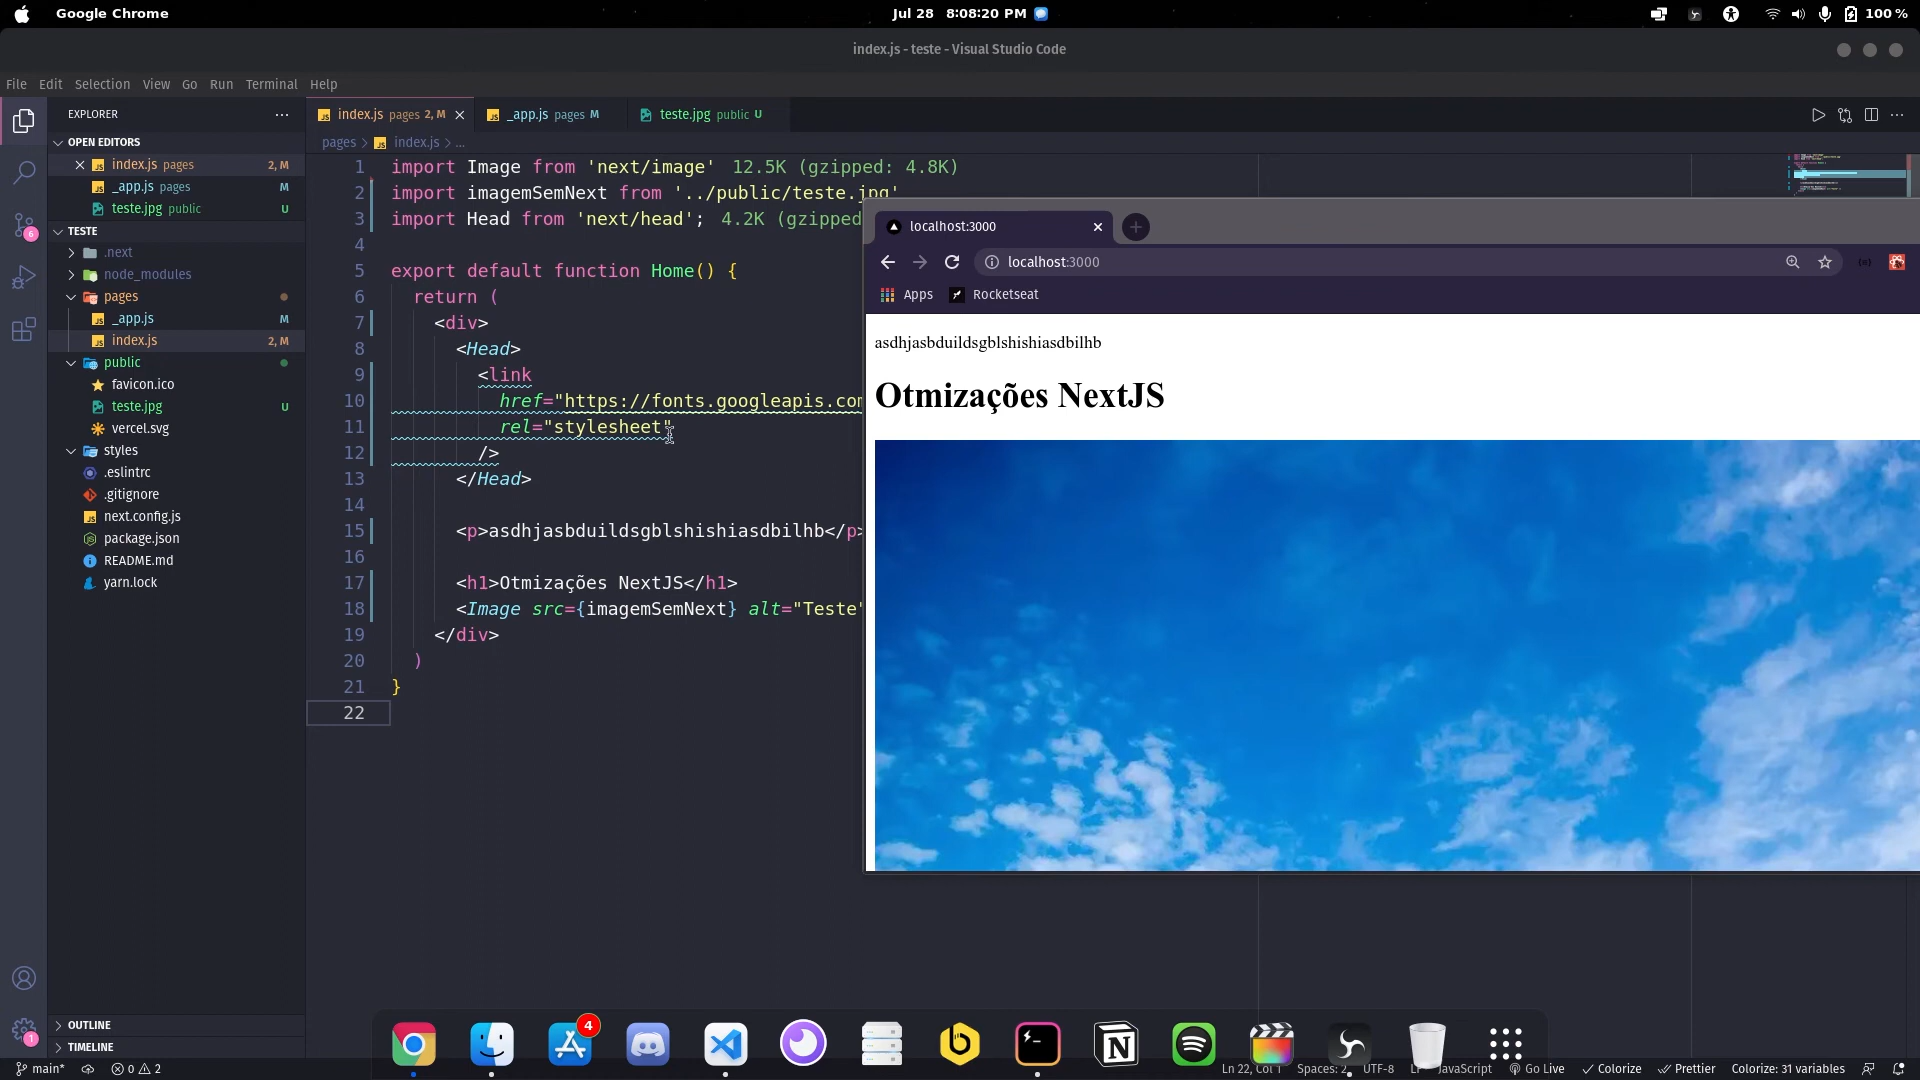 Google Chrome
Jul 28 8:08:20 PM
100 %
index.js - teste - Visual Studio Code
File Edit Selection View Go Run Terminal Help
EXPLORER
index.js pages 2, M
_app.js pages M
teste.jpg public U
OPEN EDITORS
pages > index.js > ...
index.js pages 2, M
_app.js pages M
teste.jpg public U
TESTE
.next
node_modules
pages
_app.js M
index.js 2, M
public
favicon.ico
teste.jpg U
vercel.svg
styles
.eslintrc
.gitignore
next.config.js
package.json
README.md
yarn.lock
OUTLINE
TIMELINE
6
1
1 import Image from 'next/image' 12.5K (gzipped: 4.8K)
2 import imagemSemNext from '../public/teste.jpg'
3 import Head from 'next/head'; 4.2K (gzipped
4
5 export default function Home() {
6 return (
7 <div>
8 <Head>
9 <link
10 href="https://fonts.googleapis.com
11 rel="stylesheet"
12 />
13 </Head>
14
15 <p>asdhjasbduildsgblshishiasdbilhb</p>
16
17 <h1>Otmizações NextJS</h1>
18 <Image src={imagemSemNext} alt="Teste"
19 </div>
20 )
21 }
22
localhost:3000
localhost:3000
Apps Rocketseat
asdhjasbduildsgblshishiasdbilhb
Otmizações NextJS
4
main* 0 2
Ln 22, Col 1 Spaces: 2 UTF-8 JavaScript Go Live Colorize Prettier Colorize: 31 variables